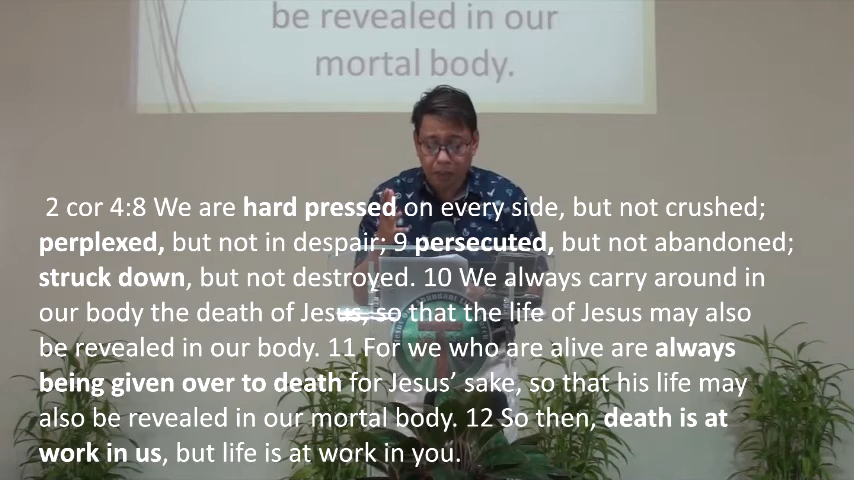 be revealed in our
mortal body.
2 cor 4:8 We are hard pressed on every side, but not crushed;
perplexed, but not in despair; 9 persecuted, but not abandoned;
struck down, but not destroyed. 10 We always carry around in
our body the death of Jesus, so that the life of Jesus may also
be revealed in our body. 11 For we who are alive are always
being given over to death for Jesus’ sake, so that his life may
also be revealed in our mortal body. 12 So then, death is at
work in us, but life is at work in you.